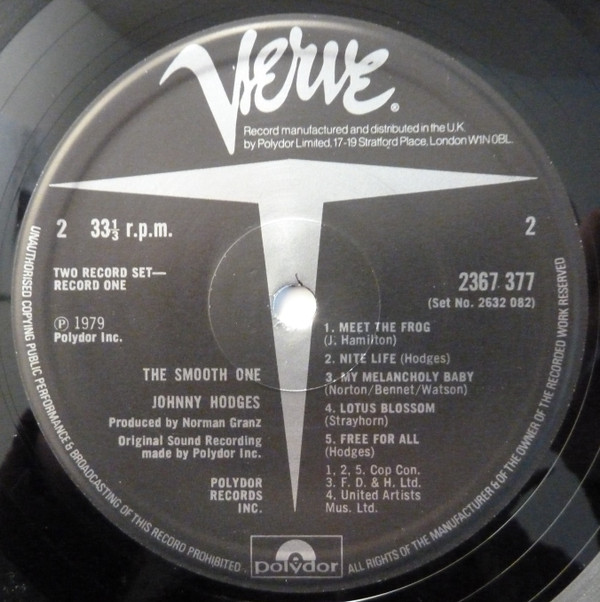 Verve®
Record manufactured and distributed in the U.K.
by Polydor Limited, 17-19 Stratford Place, London W1N 0BL.
2 33⅓ r.p.m.
2
TWO RECORD SET—
RECORD ONE
2367 377
(Set No. 2632 082)
Ⓟ 1979
Polydor Inc.
THE SMOOTH ONE
JOHNNY HODGES
Produced by Norman Granz
Original Sound Recording
made by Polydor Inc.
POLYDOR
RECORDS
INC.
1. MEET THE FROG
(J. Hamilton)
2. NITE LIFE (Hodges)
3. MY MELANCHOLY BABY
(Norton/Bennet/Watson)
4. LOTUS BLOSSOM
(Strayhorn)
5. FREE FOR ALL
(Hodges)
1, 2, 5. Cop Con.
3. F. D. & H. Ltd.
4. United Artists
Mus. Ltd.
UNAUTHORISED COPYING PUBLIC PERFORMANCE & BROADCASTING OF THIS RECORD PROHIBITED
polydor
ALL RIGHTS OF THE MANUFACTURER & OF THE OWNER OF THE RECORDED WORK RESERVED